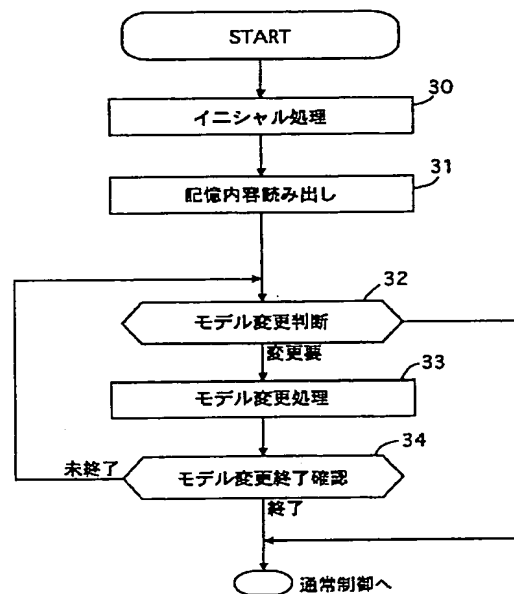 START
30
イニシャル処理
31
記憶内容読み出し
32
モデル変更判断
変更要
33
モデル変更処理
34
未終了
モデル変更終了確認
終了
通常制御へ